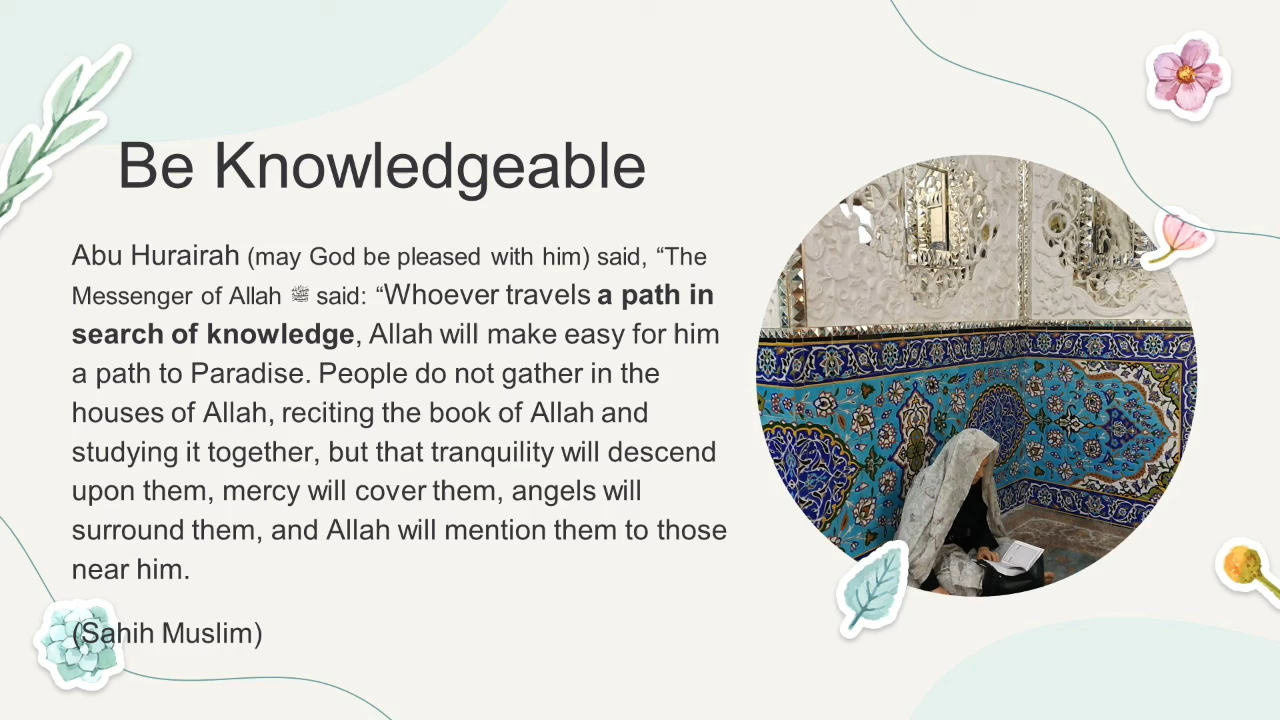 Be Knowledgeable
Abu Hurairah (may God be pleased with him) said, “The
Messenger of Allah ﷺ said: “Whoever travels a path in
search of knowledge, Allah will make easy for him
a path to Paradise. People do not gather in the
houses of Allah, reciting the book of Allah and
studying it together, but that tranquility will descend
upon them, mercy will cover them, angels will
surround them, and Allah will mention them to those
near him.
(Sahih Muslim)